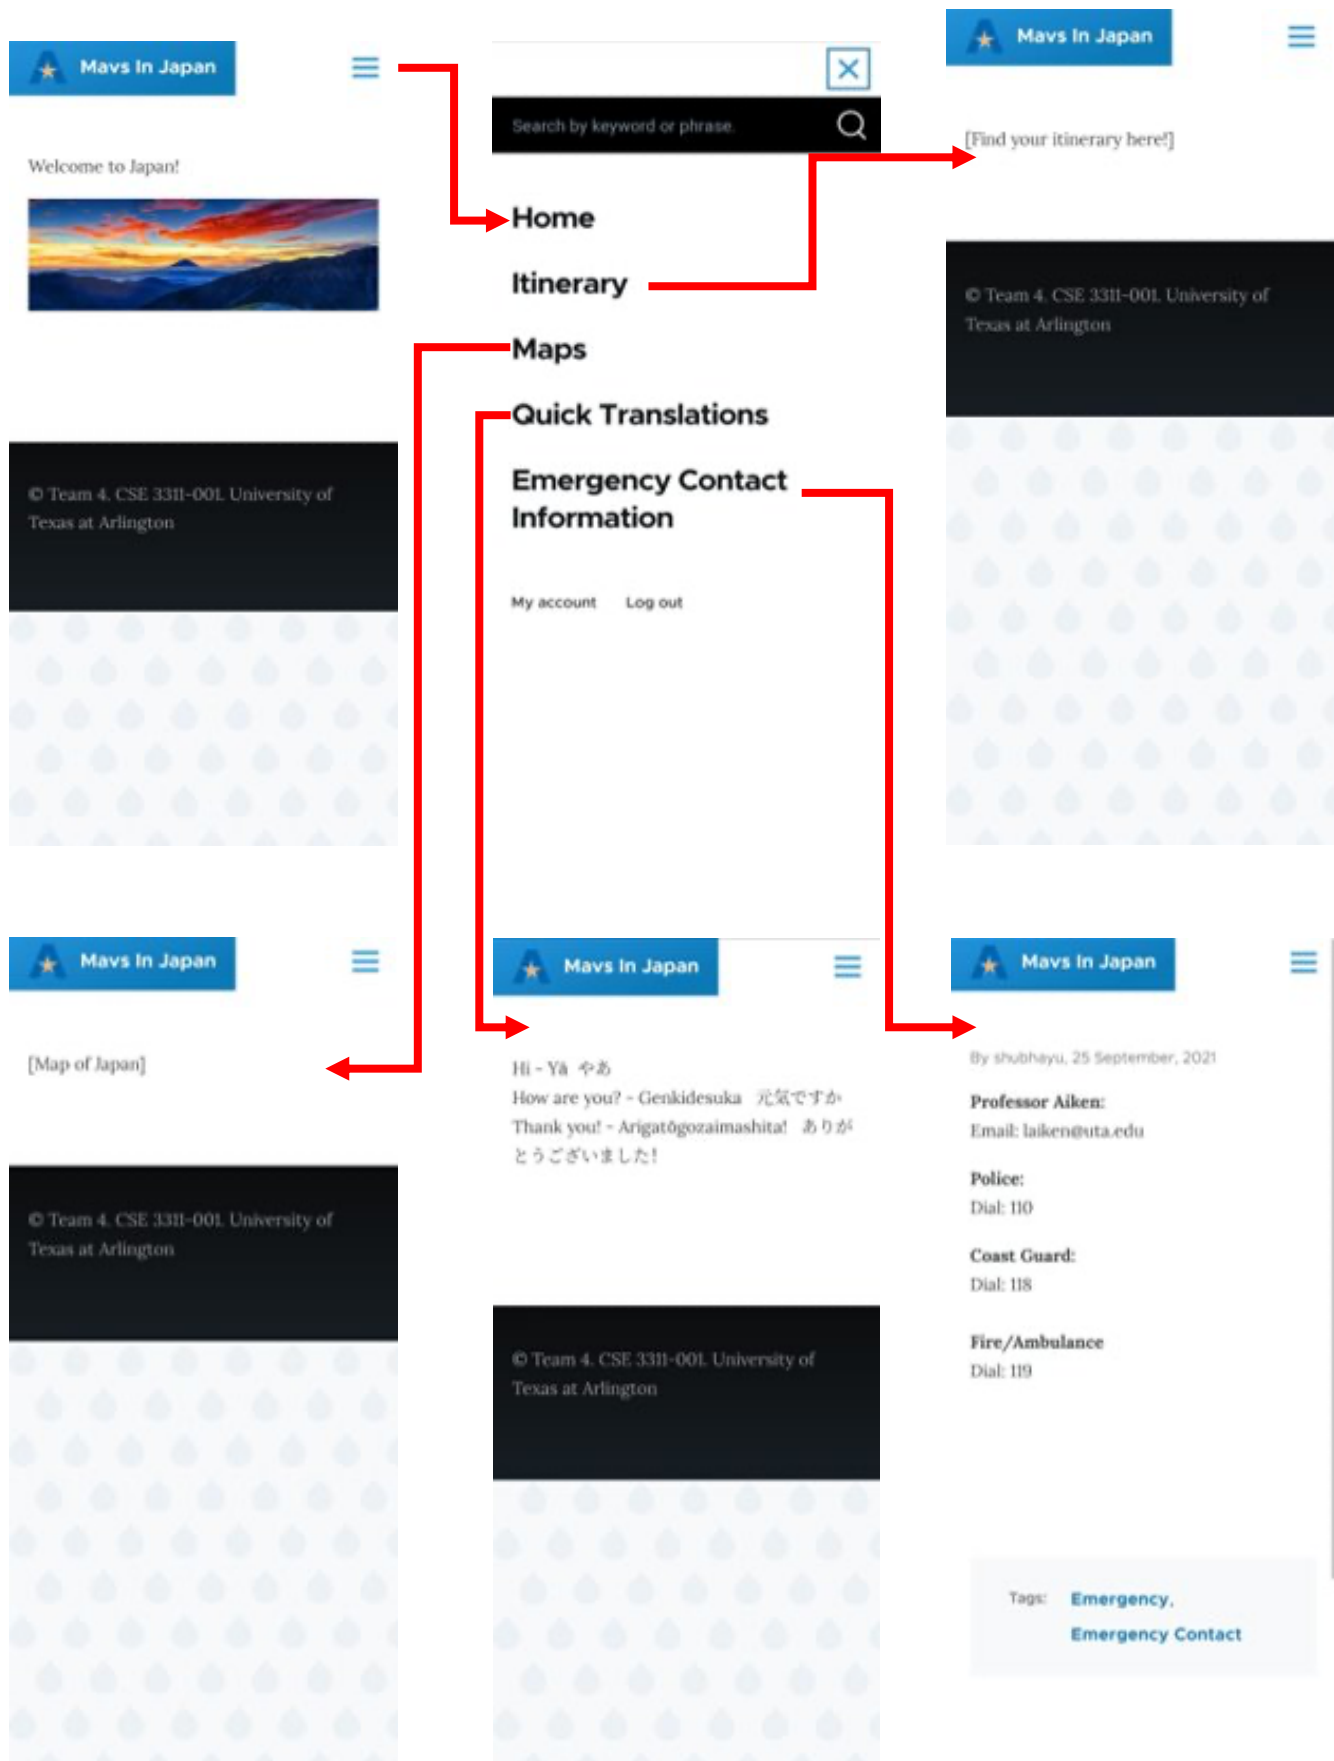 Mavs In Japan
Welcome to Japan!
© Team 4. CSE 3311-001. University of
Texas at Arlington
Search by keyword or phrase.
Home
Itinerary
Maps
Quick Translations
Emergency Contact
Information
My account Log out
Mavs In Japan
[Find your itinerary here!]
© Team 4. CSE 3311-001. University of
Texas at Arlington
Mavs In Japan
[Map of Japan]
© Team 4. CSE 3311-001. University of
Texas at Arlington
Mavs In Japan
Hi - Yā やあ
How are you? - Genkidesuka 元気ですか
Thank you! - Arigatōgozaimashita! ありが
とうございました!
© Team 4. CSE 3311-001. University of
Texas at Arlington
Mavs In Japan
By shubhayu, 25 September, 2021
Professor Aiken:
Email: laiken@uta.edu
Police:
Dial: 110
Coast Guard:
Dial: 118
Fire/Ambulance
Dial: 119
Tags: Emergency,
Emergency Contact